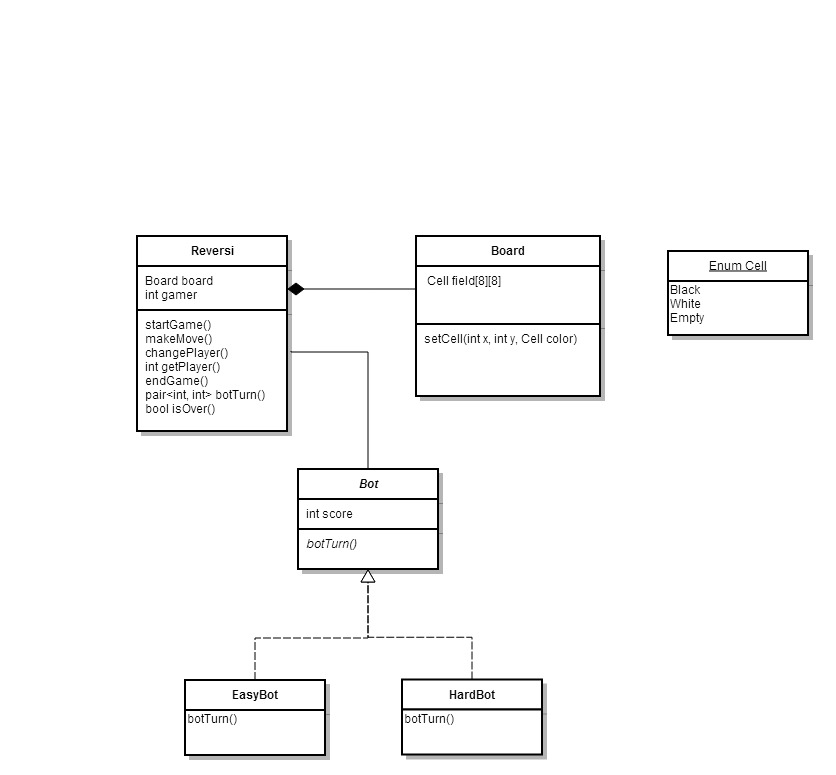 Reversi
Board board
int gamer
startGame()
makeMove()
changePlayer()
int getPlayer()
endGame()
pair<int, int> botTurn()
bool isOver()
Board
Cell field[8][8]
setCell(int x, int y, Cell color)
Enum Cell
Black
White
Empty
Bot
int score
botTurn()
EasyBot
botTurn()
HardBot
botTurn()